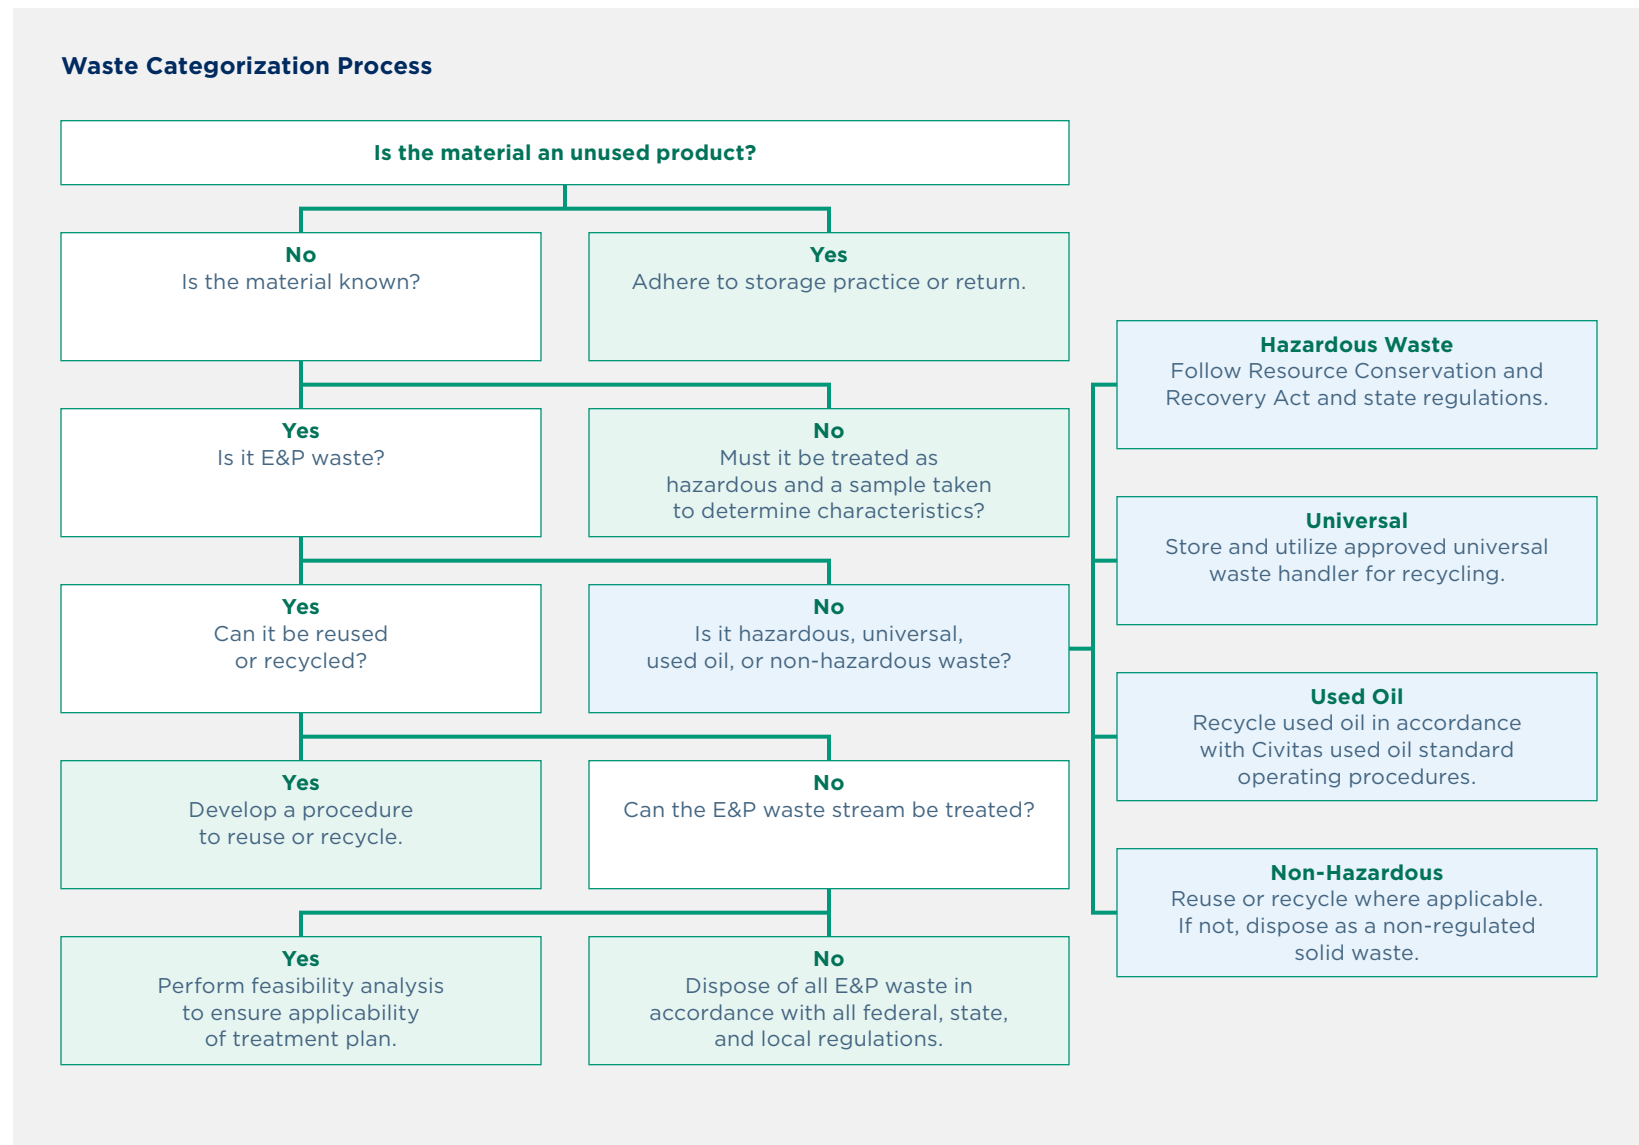 Waste Categorization Process
Is the material an unused product?
No
Is the material known?
Yes
Adhere to storage practice or return.
Yes
Is it E&P waste?
No
Must it be treated as
hazardous and a sample taken
to determine characteristics?
Yes
Can it be reused
or recycled?
No
Is it hazardous, universal,
used oil, or non-hazardous waste?
Yes
Develop a procedure
to reuse or recycle.
No
Can the E&P waste stream be treated?
Yes
Perform feasibility analysis
to ensure applicability
of treatment plan.
No
Dispose of all E&P waste in
accordance with all federal, state,
and local regulations.
Hazardous Waste
Follow Resource Conservation and
Recovery Act and state regulations.
Universal
Store and utilize approved universal
waste handler for recycling.
Used Oil
Recycle used oil in accordance
with Civitas used oil standard
operating procedures.
Non-Hazardous
Reuse or recycle where applicable.
If not, dispose as a non-regulated
solid waste.